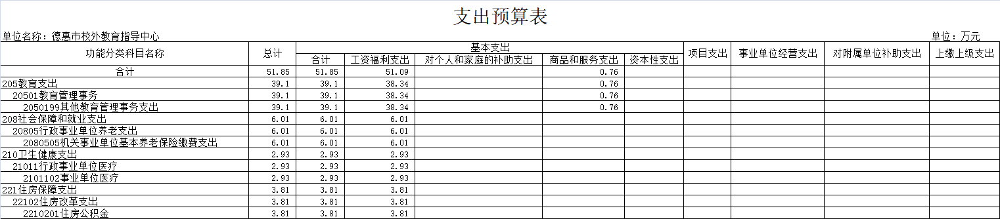 支出预算表
单位名称：德惠市校外教育指导中心 单位：万元
功能分类科目名称 总计 基本支出 项目支出 事业单位经营支出 对附属单位补助支出 上缴上级支出
合计 工资福利支出 对个人和家庭的补助支出 商品和服务支出 资本性支出
合计 51.85 51.85 51.09 0.76
205教育支出 39.1 39.1 38.34 0.76
20501教育管理事务 39.1 39.1 38.34 0.76
2050199其他教育管理事务支出 39.1 39.1 38.34 0.76
208社会保障和就业支出 6.01 6.01 6.01
20805行政事业单位养老支出 6.01 6.01 6.01
2080505机关事业单位基本养老保险缴费支出 6.01 6.01 6.01
210卫生健康支出 2.93 2.93 2.93
21011行政事业单位医疗 2.93 2.93 2.93
2101102事业单位医疗 2.93 2.93 2.93
221住房保障支出 3.81 3.81 3.81
22102住房改革支出 3.81 3.81 3.81
2210201住房公积金 3.81 3.81 3.81